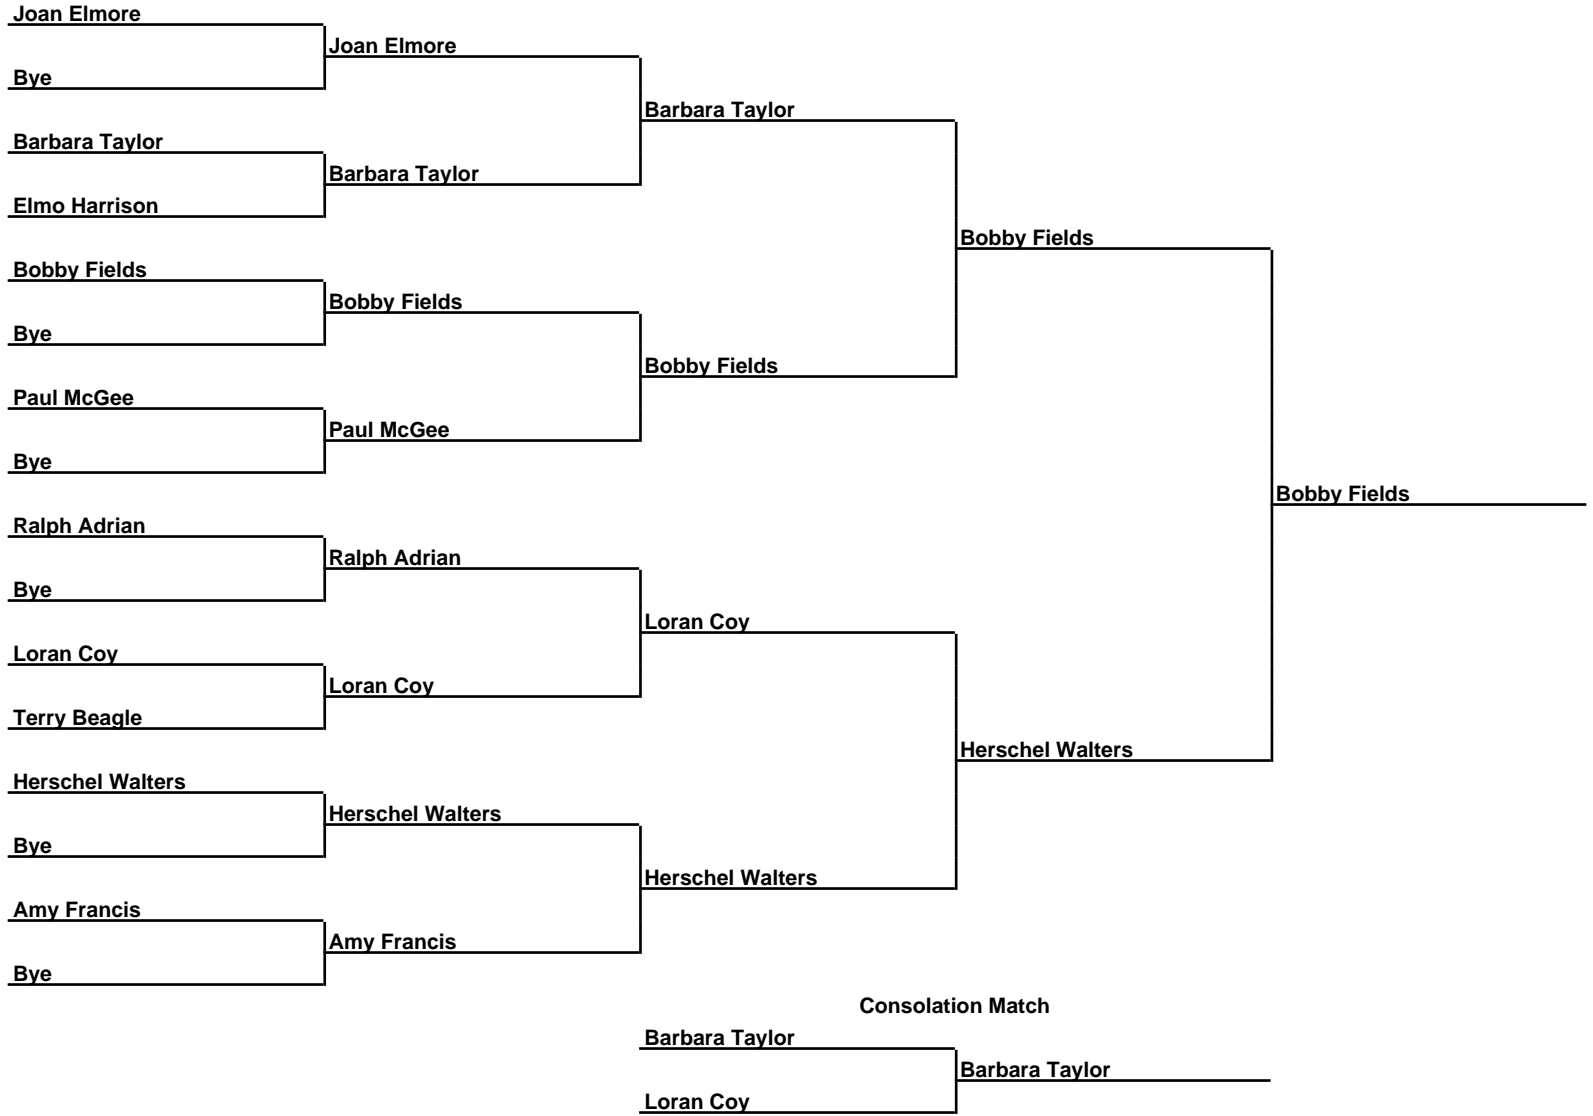 Joan Elmore
Joan Elmore
Bye
Barbara Taylor
Barbara Taylor
Barbara Taylor
Elmo Harrison
Bobby Fields
Bobby Fields
Bobby Fields
Bye
Bobby Fields
Paul McGee
Paul McGee
Bye
Bobby Fields
Ralph Adrian
Ralph Adrian
Bye
Loran Coy
Loran Coy
Loran Coy
Terry Beagle
Herschel Walters
Herschel Walters
Herschel Walters
Bye
Herschel Walters
Amy Francis
Amy Francis
Bye
Consolation Match
Barbara Taylor
Barbara Taylor
Loran Coy